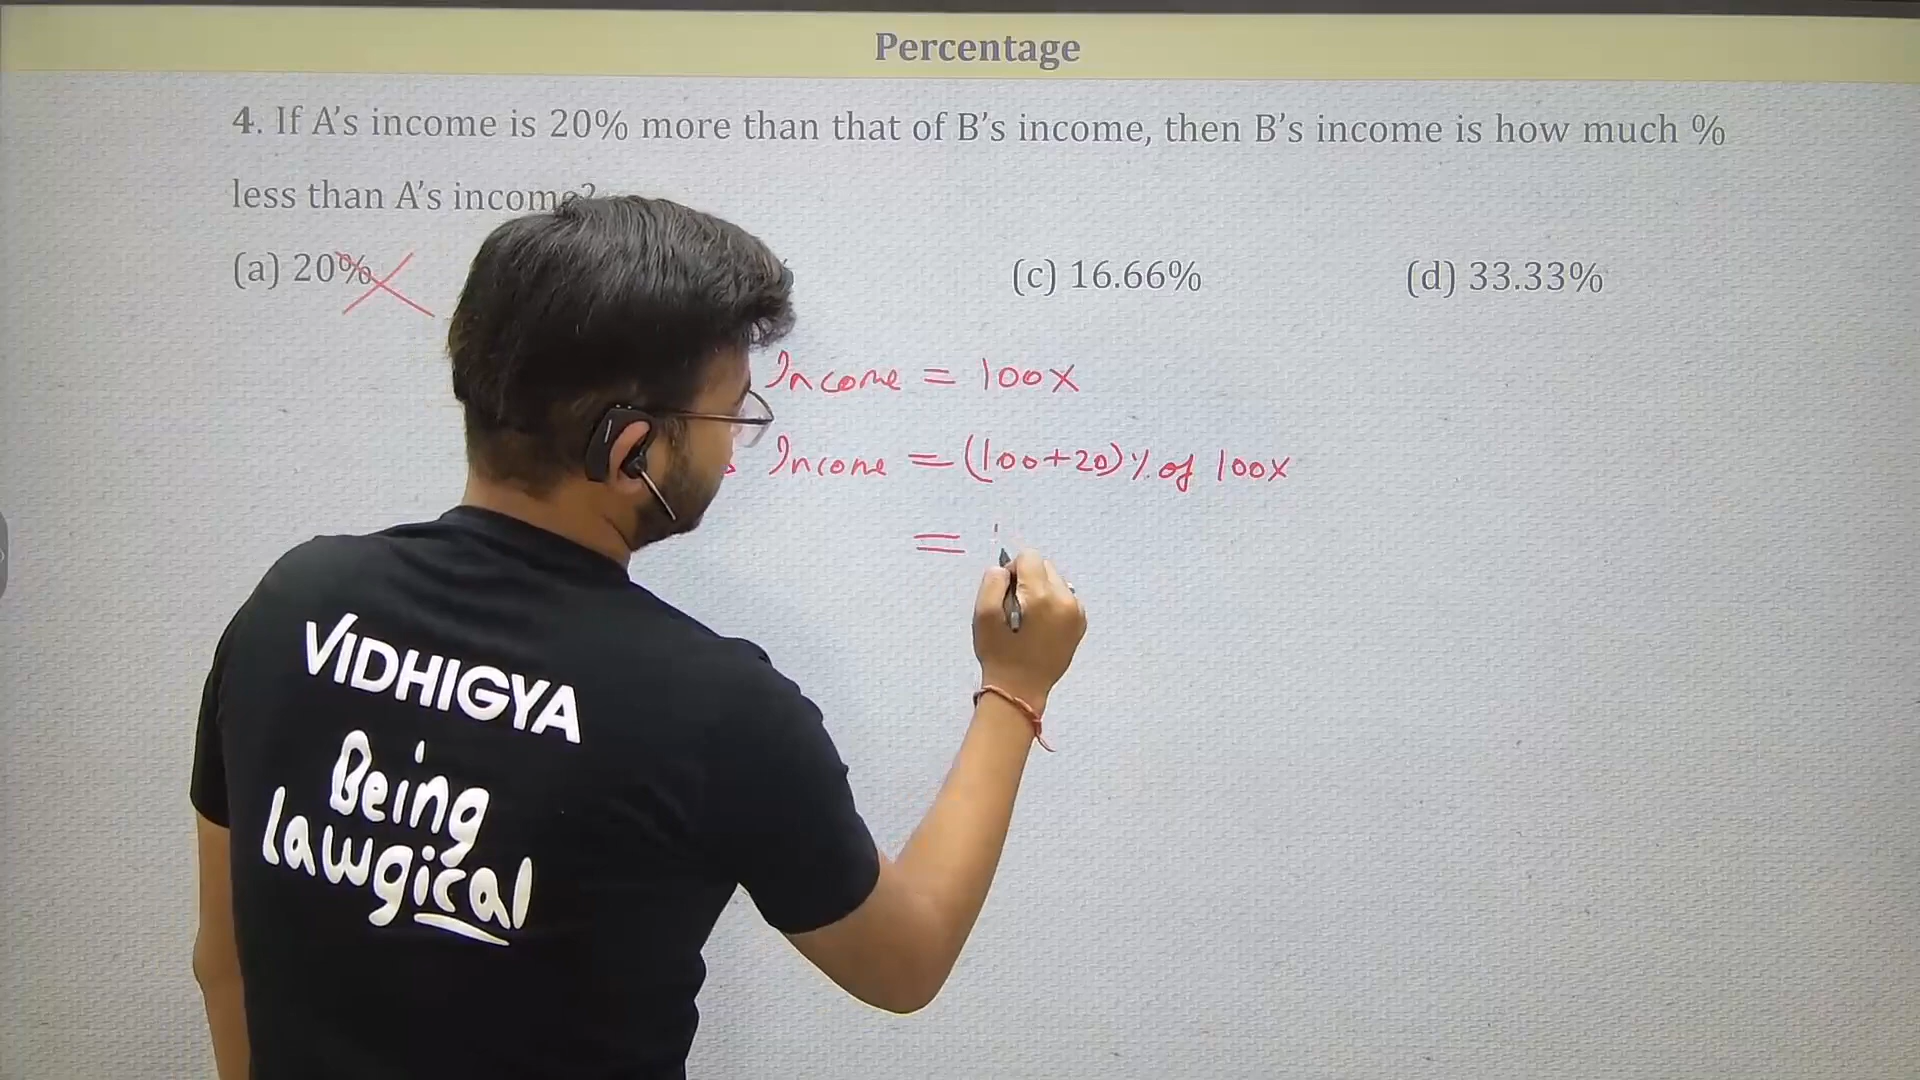 Percentage
4. If A’s income is 20% more than that of B’s income, then B’s income is how much %
less than A’s income?
(a) 20%
(c) 16.66%
(d) 33.33%
Income = 100x
Income = (100+20)% of 100x
=
VIDHIGYA
Being
lawgical